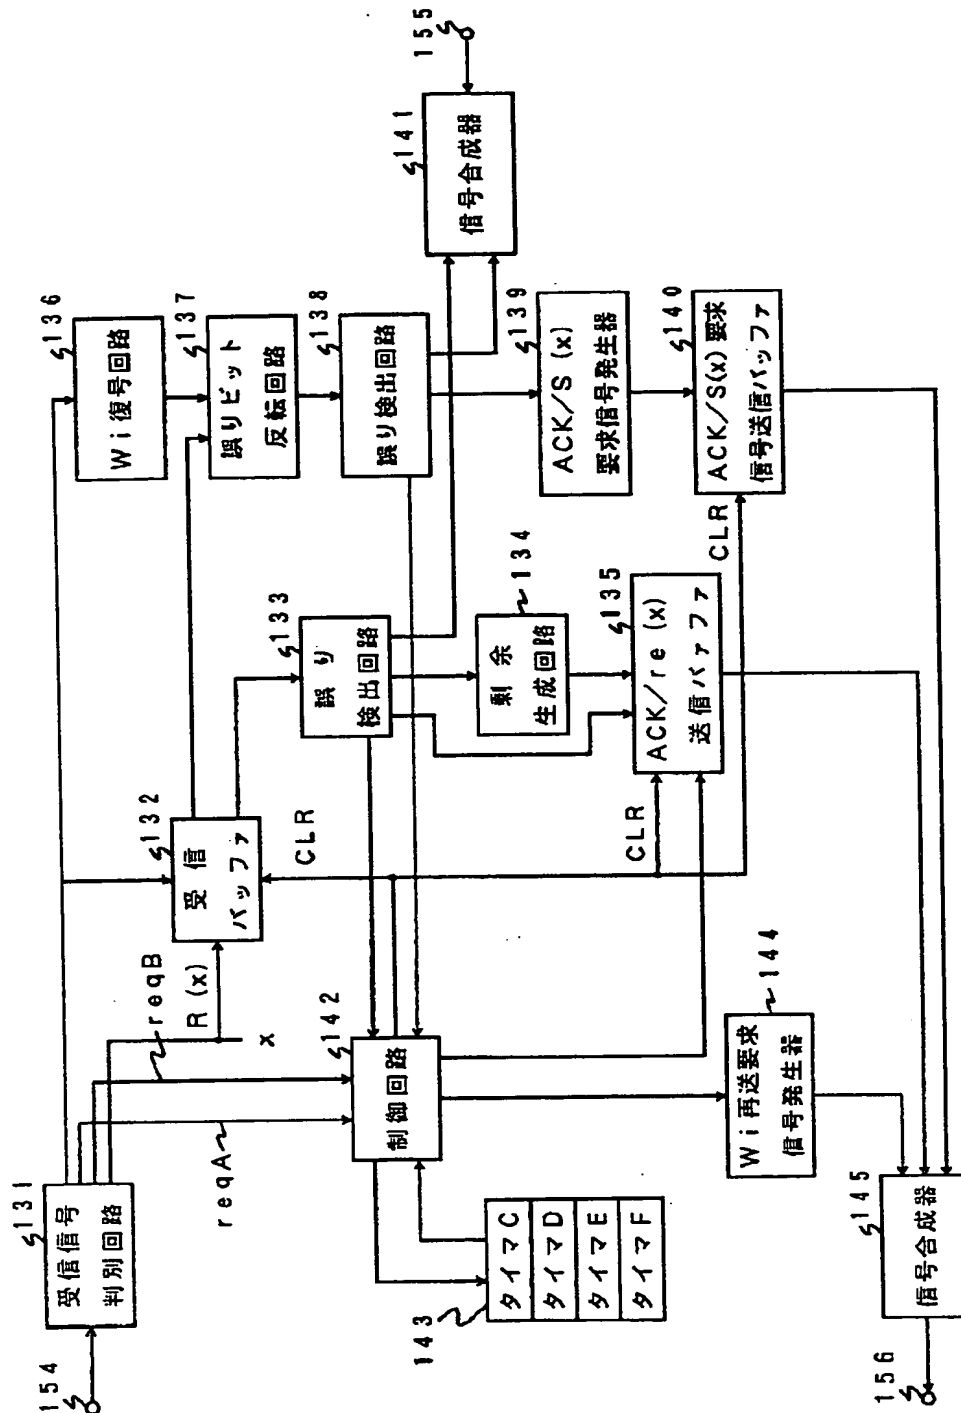 154
131
受信信号
判別回路
reqA
reqB
R(x)
x
132
受信
バッファ
CLR
136
Wi復号回路
137
誤りビット
反転回路
138
誤り検出回路
141
信号合成器
155
133
誤り
検出回路
134
剰余
生成回路
135
ACK/re(x)
送信バァファ
CLR
139
ACK/S(x)
要求信号発生器
140
ACK/S(x)要求
信号送信バッファ
CLR
142
制御回路
143
タイマC
タイマD
タイマE
タイマF
144
Wi再送要求
信号発生器
145
信号合成器
156